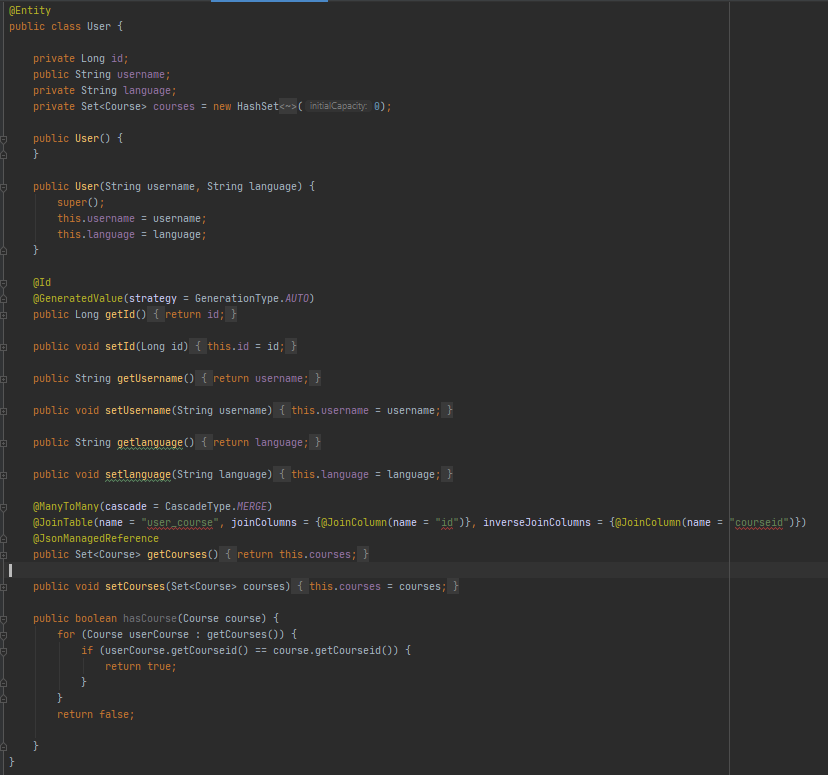 @Entity
public class User {
private Long id;
public String username;
private String language;
private Set<Course> courses = new HashSet<~>( initialCapacity: 0);
public User() {
}
public User(String username, String language) {
super();
this.username = username;
this.language = language;
}
@Id
@GeneratedValue(strategy = GenerationType.AUTO)
public Long getId() { return id; }
public void setId(Long id) { this.id = id; }
public String getUsername() { return username; }
public void setUsername(String username) { this.username = username; }
public String getlanguage() { return language; }
public void setlanguage(String language) { this.language = language; }
@ManyToMany(cascade = CascadeType.MERGE)
@JoinTable(name = "user_course", joinColumns = {@JoinColumn(name = "id")}, inverseJoinColumns = {@JoinColumn(name = "courseid")})
@JsonManagedReference
public Set<Course> getCourses() { return this.courses; }
public void setCourses(Set<Course> courses) { this.courses = courses; }
public boolean hasCourse(Course course) {
for (Course userCourse : getCourses()) {
if (userCourse.getCourseid() == course.getCourseid()) {
return true;
}
}
return false;
}
}